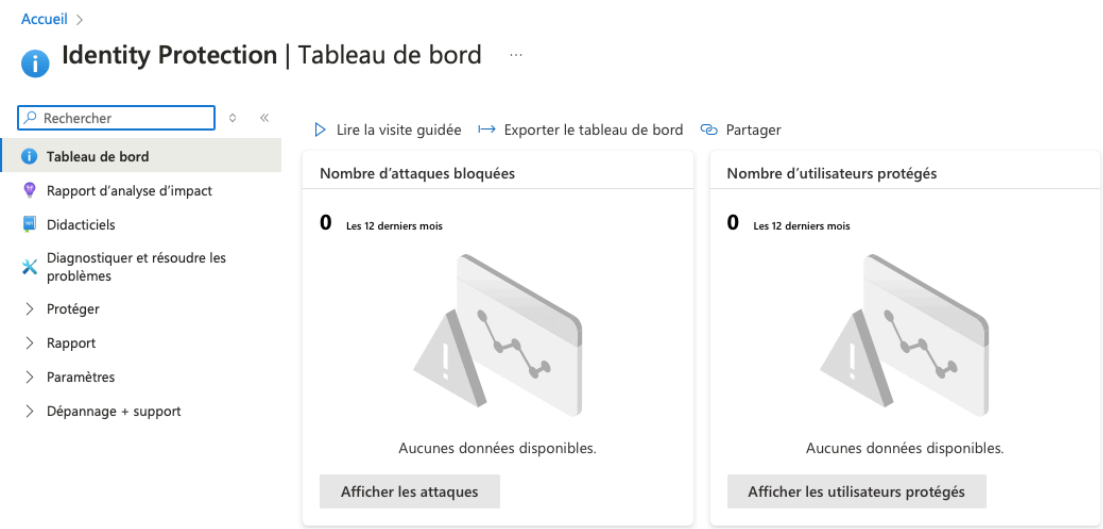 Accueil >
Identity Protection | Tableau de bord ...
Rechercher
Tableau de bord
Rapport d'analyse d'impact
Didacticiels
Diagnostiquer et résoudre les
problèmes
Protéger
Rapport
Paramètres
Dépannage + support
Lire la visite guidée Exporter le tableau de bord Partager
Nombre d'attaques bloquées
0 Les 12 derniers mois
Aucunes données disponibles.
Afficher les attaques
Nombre d'utilisateurs protégés
0 Les 12 derniers mois
Aucunes données disponibles.
Afficher les utilisateurs protégés